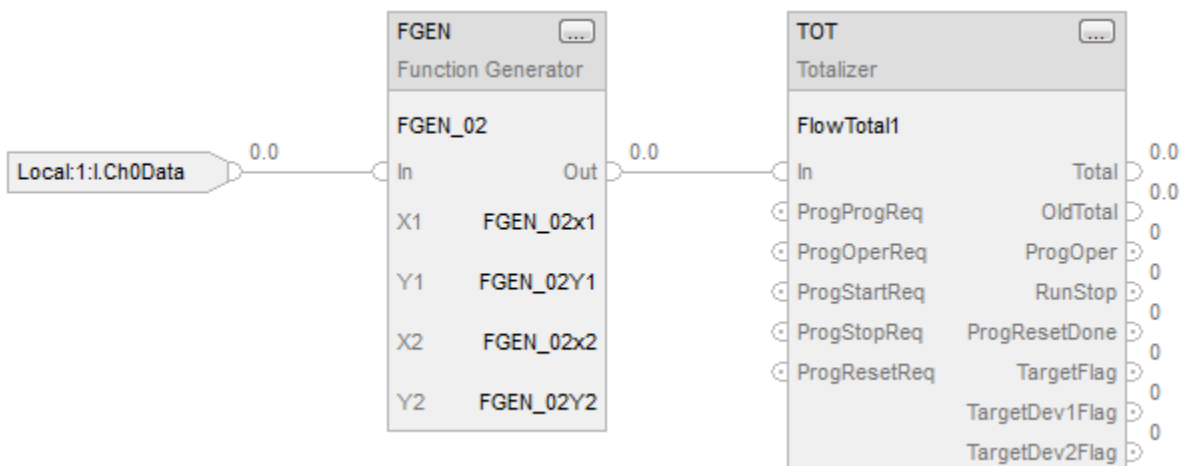 FGEN ...
Function Generator
FGEN_02
Local:1:I.Ch0Data 0.0 In Out 0.0
X1 FGEN_02x1
Y1 FGEN_02Y1
X2 FGEN_02x2
Y2 FGEN_02Y2
TOT ...
Totalizer
FlowTotal1
In Total 0.0
ProgProgReq OldTotal 0.0
ProgOperReq ProgOper 0
ProgStartReq RunStop 0
ProgStopReq ProgResetDone 0
ProgResetReq TargetFlag 0
TargetDev1Flag 0
TargetDev2Flag 0